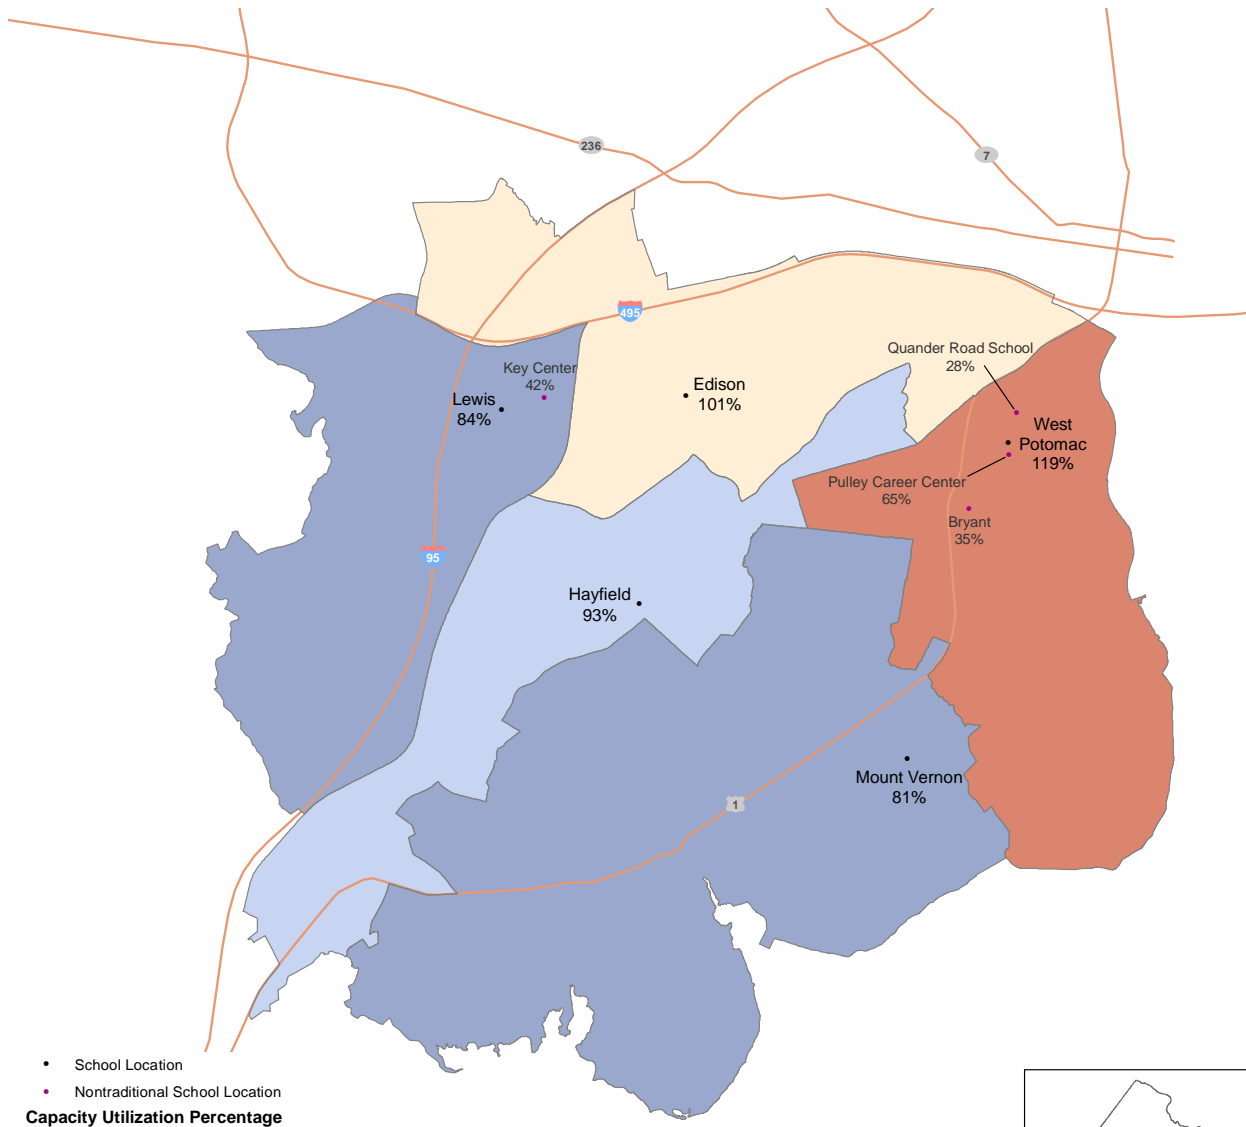 236
7
495
Quander Road School
28%
Key Center
42%
Edison
101%
Lewis
84%
West
Potomac
119%
Pulley Career Center
65%
Bryant
35%
95
Hayfield
93%
Mount Vernon
81%
1
School Location
Nontraditional School Location
Capacity Utilization Percentage